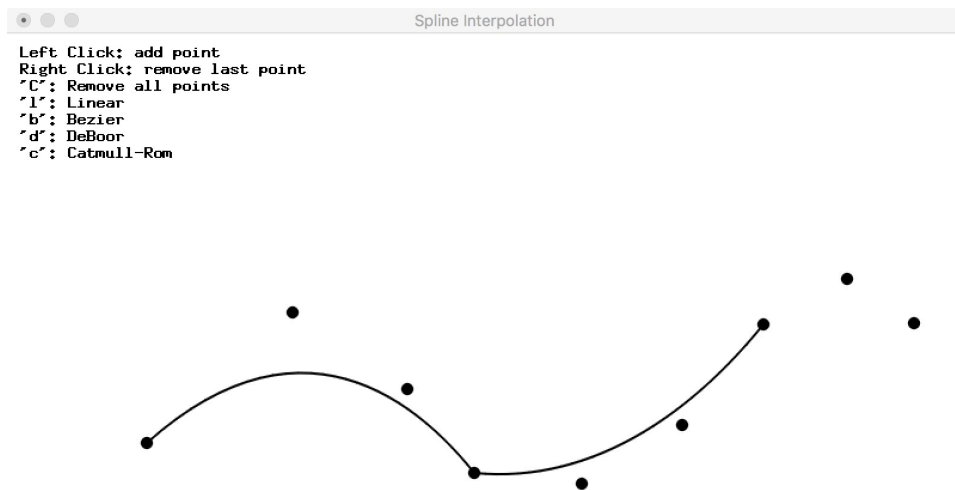 Spline Interpolation
Left Click: add point
Right Click: remove last point
"C": Remove all points
"l": Linear
"b": Bezier
"d": DeBoor
"c": Catmull-Rom